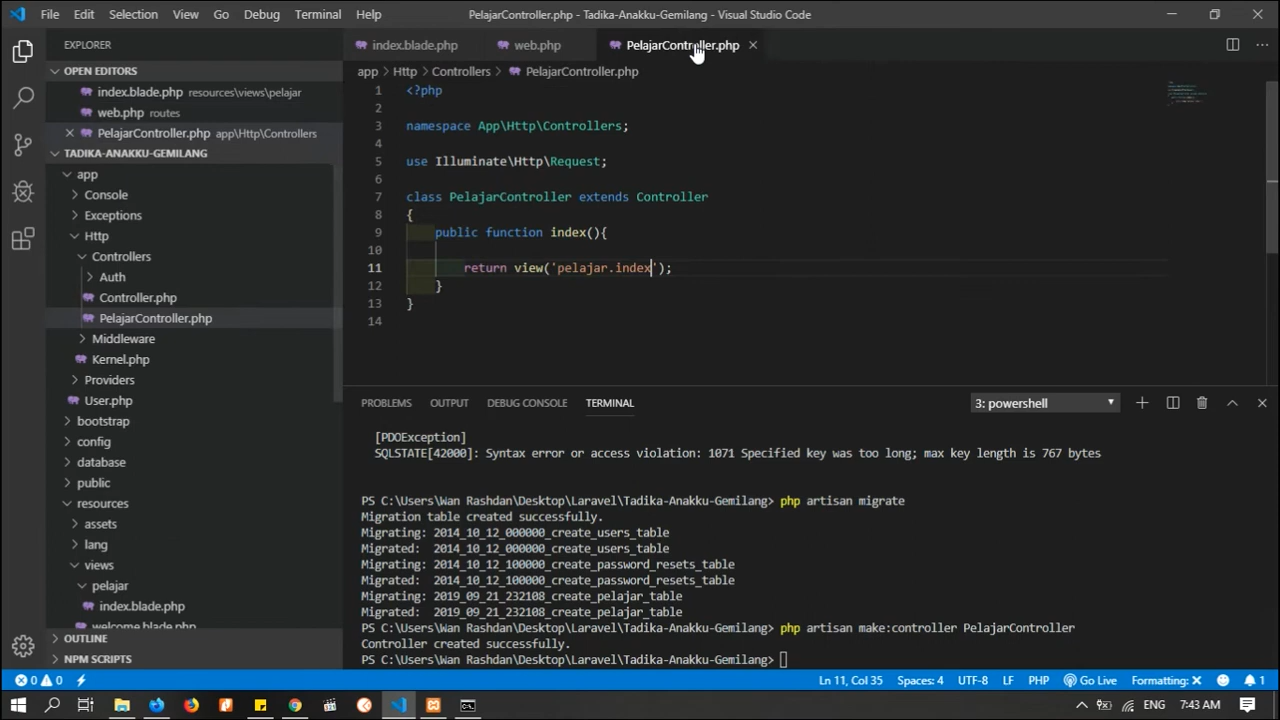 File Edit Selection View Go Debug Terminal Help
PelajarController.php - Tadika-Anakku-Gemilang - Visual Studio Code
EXPLORER
OPEN EDITORS
index.blade.php resources\views\pelajar
web.php routes
PelajarController.php app\Http\Controllers
TADIKA-ANAKKU-GEMILANG
app
Console
Exceptions
Http
Controllers
Auth
Controller.php
PelajarController.php
Middleware
Kernel.php
Providers
User.php
bootstrap
config
database
public
resources
assets
lang
views
pelajar
index.blade.php
welcome.blade.php
OUTLINE
NPM SCRIPTS
index.blade.php web.php PelajarController.php
app > Http > Controllers > PelajarController.php
1 <?php
2
3 namespace App\Http\Controllers;
4
5 use Illuminate\Http\Request;
6
7 class PelajarController extends Controller
8 {
9 public function index(){
10
11 return view('pelajar.index');
12 }
13 }
14
PROBLEMS OUTPUT DEBUG CONSOLE TERMINAL 3: powershell
[PDOException]
SQLSTATE[42000]: Syntax error or access violation: 1071 Specified key was too long; max key length is 767 bytes
PS C:\Users\Wan Rashdan\Desktop\Laravel\Tadika-Anakku-Gemilang> php artisan migrate
Migration table created successfully.
Migrating: 2014_10_12_000000_create_users_table
Migrated: 2014_10_12_000000_create_users_table
Migrating: 2014_10_12_100000_create_password_resets_table
Migrated: 2014_10_12_100000_create_password_resets_table
Migrating: 2019_09_21_232108_create_pelajar_table
Migrated: 2019_09_21_232108_create_pelajar_table
PS C:\Users\Wan Rashdan\Desktop\Laravel\Tadika-Anakku-Gemilang> php artisan make:controller PelajarController
Controller created successfully.
PS C:\Users\Wan Rashdan\Desktop\Laravel\Tadika-Anakku-Gemilang>
0 0 Ln 11, Col 35 Spaces: 4 UTF-8 LF PHP Go Live Formatting: 1
ENG 7:43 AM